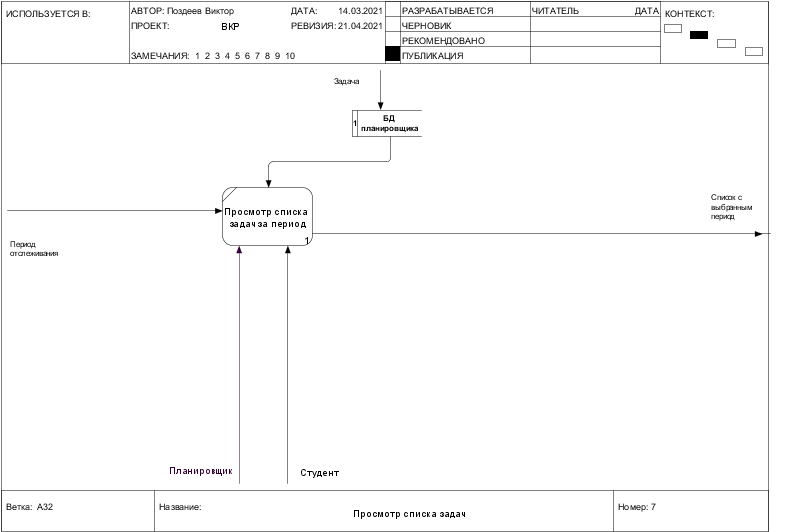 ИСПОЛЬЗУЕТСЯ В:
АВТОР: Поздеев Виктор
ДАТА: 14.03.2021
ПРОЕКТ: ВКР
РЕВИЗИЯ: 21.04.2021
ЗАМЕЧАНИЯ: 1 2 3 4 5 6 7 8 9 10
РАЗРАБАТЫВАЕТСЯ
ЧЕРНОВИК
РЕКОМЕНДОВАНО
ПУБЛИКАЦИЯ
ЧИТАТЕЛЬ
ДАТА
КОНТЕКСТ:
Задача
1
БД
планировщика
Просмотр списка
задач за период
1
Период
отслеживания
Список с
выбранным
период
Планировщик
Студент
Ветка: А32
Название:
Просмотр списка задач
Номер: 7